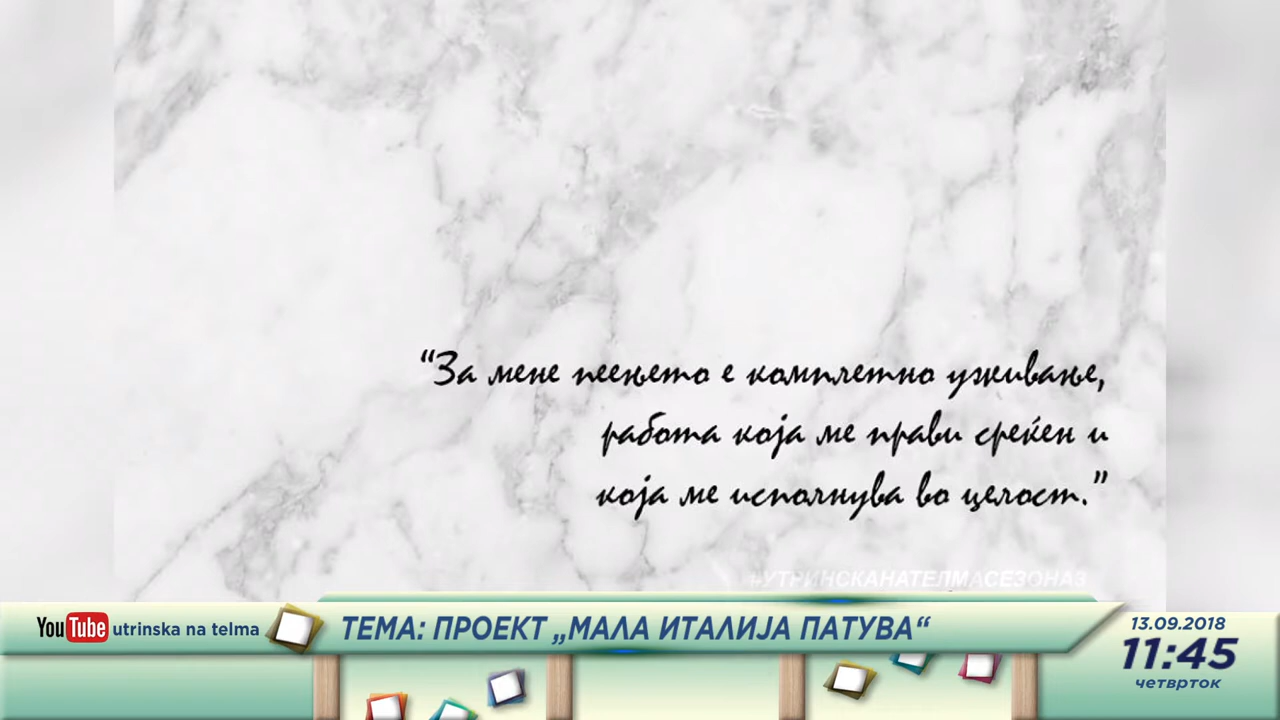 “За мене пеењето е комплетно уживање,
работа која ме прави среќен и
која ме исполнува во целост.”
#УТРИНСКАНАТЕЛМАСЕЗОНА3
YouTube utrinska na telma
ТЕМА: ПРОЕКТ „МАЛА ИТАЛИЈА ПАТУВА“
13.09.2018
11:45
четврток